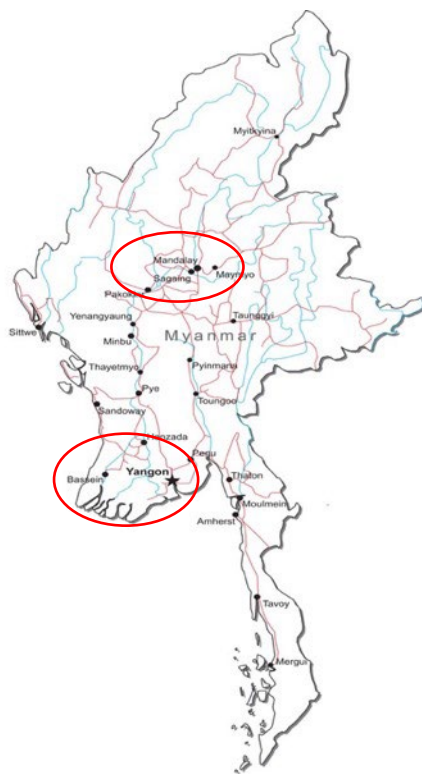 Myitkyina
Mandalay
Sagaing
Maymyo
Pakokku
Yenangyaung
Taunggyi
Sittwe
Myanmar
Minbu
Thayetmyo
Pyinmana
Pye
Toungoo
Sandoway
Henzada
Pegu
Yangon
Bassein
Thaton
Moulmein
Amherst
Tavoy
Mergui